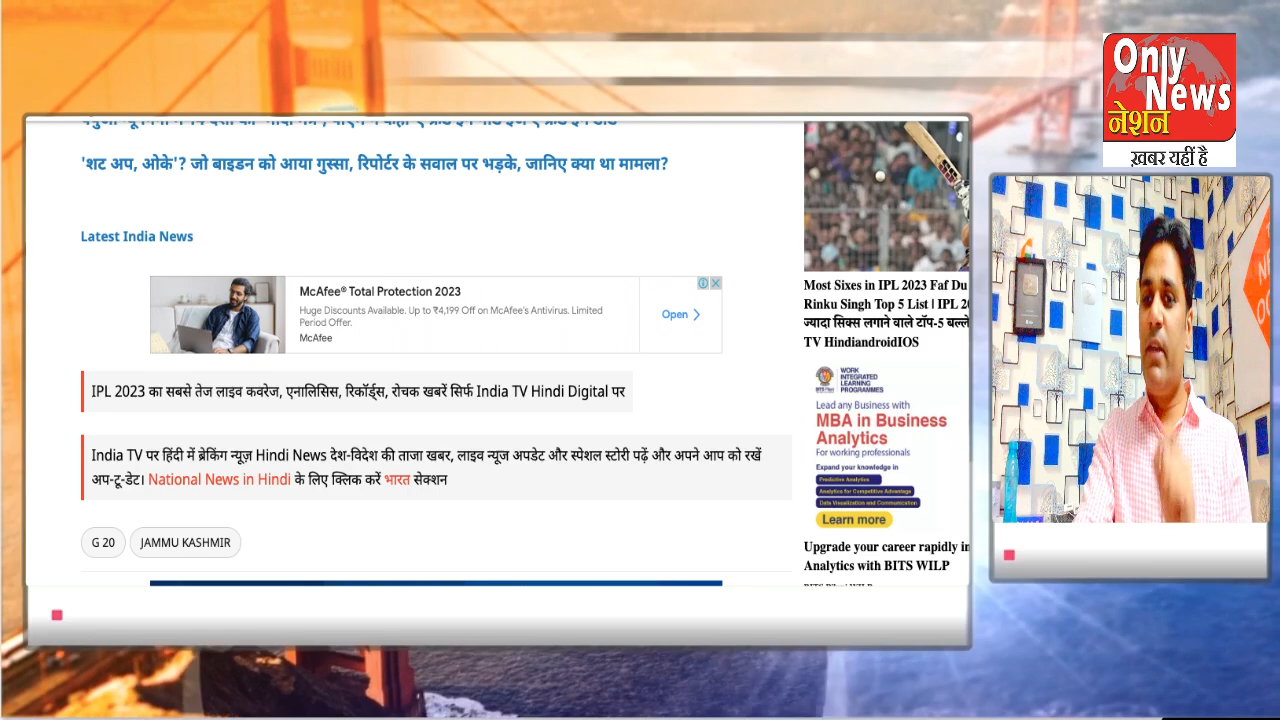 Only
News
नेशन
ख़बर यहीं है
'शट अप, ओके'? जो बाइडन को आया गुस्सा, रिपोर्टर के सवाल पर भड़के, जानिए क्या था मामला?
Latest India News
McAfee® Total Protection 2023
Huge Discounts Available. Up to ₹4,199 Off on McAfee's Antivirus. Limited
Period Offer.
McAfee
Open
IPL 2023 का सबसे तेज लाइव कवरेज, एनालिसिस, रिकॉर्ड्स, रोचक खबरें सिर्फ India TV Hindi Digital पर
India TV पर हिंदी में ब्रेकिंग न्यूज़ Hindi News देश-विदेश की ताजा खबर, लाइव न्यूज अपडेट और स्पेशल स्टोरी पढ़ें और अपने आप को रखें
अप-टू-डेट। National News in Hindi के लिए क्लिक करें भारत सेक्शन
G 20
JAMMU KASHMIR
Most Sixes in IPL 2023 Faf Du
Rinku Singh Top 5 List | IPL 20
ज्यादा सिक्स लगाने वाले टॉप-5 बल्ले
TV HindiandroidIOS
WORK
INTEGRATED
LEARNING
PROGRAMMES
Lead any Business with
MBA in Business
Analytics
For working professionals
Expand your knowledge in
Predictive Analytics
Analytics for Competitive Advantage
Data Visualization and Communication
Learn more
Upgrade your career rapidly in
Analytics with BITS WILP